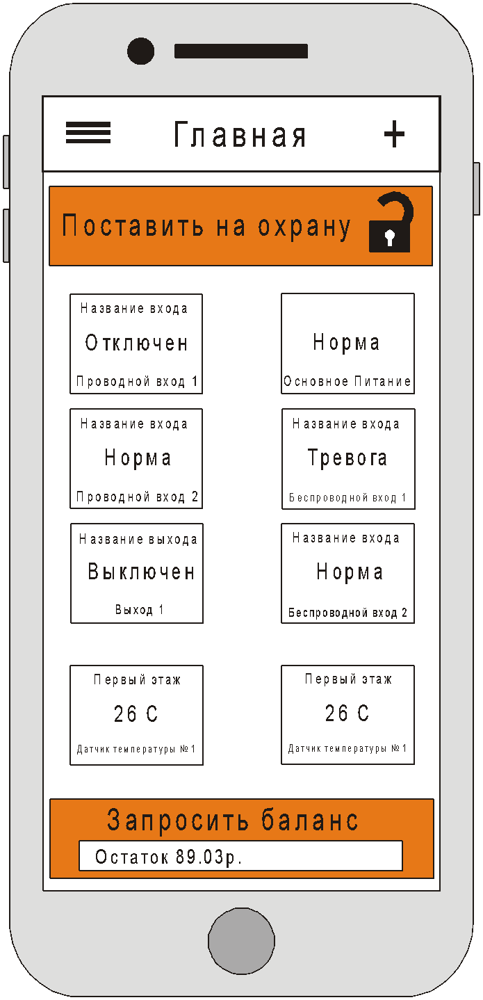 Главная +
Поставить на охрану
Название входа
Отключен
Проводной вход 1
Норма
Основное Питание
Название входа
Норма
Проводной вход 2
Название входа
Тревога
Беспроводной вход 1
Название выхода
Выключен
Выход 1
Название входа
Норма
Беспроводной вход 2
Первый этаж
26 С
Датчик температуры №1
Первый этаж
26 С
Датчик температуры №1
Запросить баланс
Остаток 89.03р.